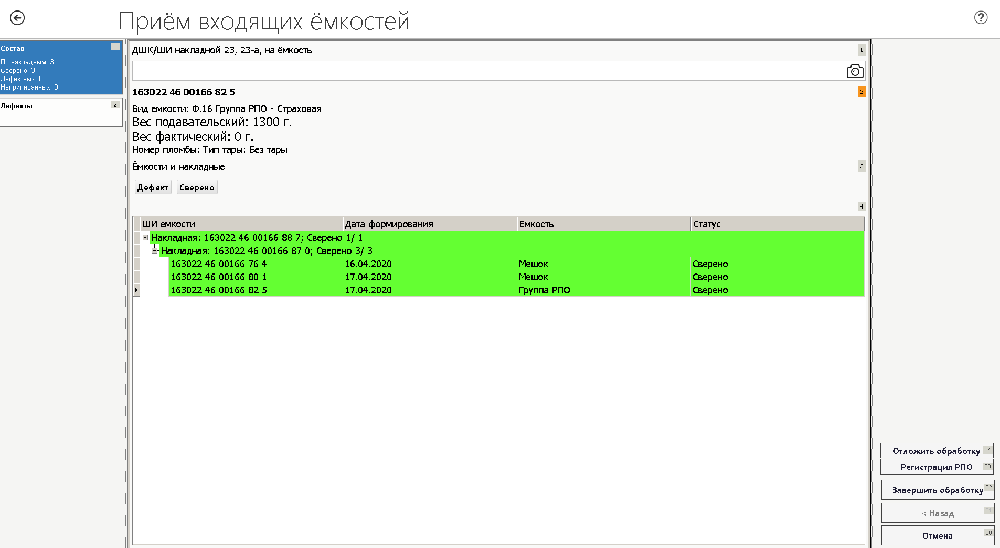 Приём входящих ёмкостей
?
Состав 1
По накладным: 3;
Сверено: 3;
Дефектных: 0;
Неприписанных: 0.
Дефекты 2
ДШК/ШИ накладной 23, 23-а, на ёмкость 1
163022 46 00166 82 5 2
Вид емкости: Ф.16 Группа РПО - Страховая
Вес подавательский: 1300 г.
Вес фактический: 0 г.
Номер пломбы: Тип тары: Без тары
Ёмкости и накладные 3
Дефект Сверено
4
ШИ емкости Дата формирования Емкость Статус
Накладная: 163022 46 00166 88 7; Сверено 1/ 1
Накладная: 163022 46 00166 87 0; Сверено 3/ 3
163022 46 00166 76 4 16.04.2020 Мешок Сверено
163022 46 00166 80 1 17.04.2020 Мешок Сверено
163022 46 00166 82 5 17.04.2020 Группа РПО Сверено
Отложить обработку 04
Регистрация РПО 03
Завершить обработку 02
< Назад 01
Отмена 00